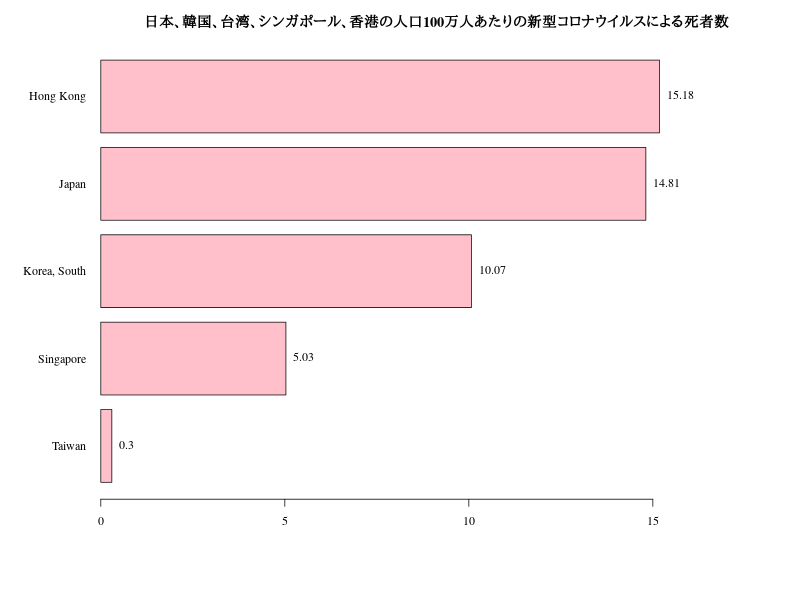 日本、韓国、台湾、シンガポール、香港の人口100万人あたりの新型コロナウイルスによる死者数
Hong Kong 15.18
Japan 14.81
Korea, South 10.07
Singapore 5.03
Taiwan 0.3
0 5 10 15